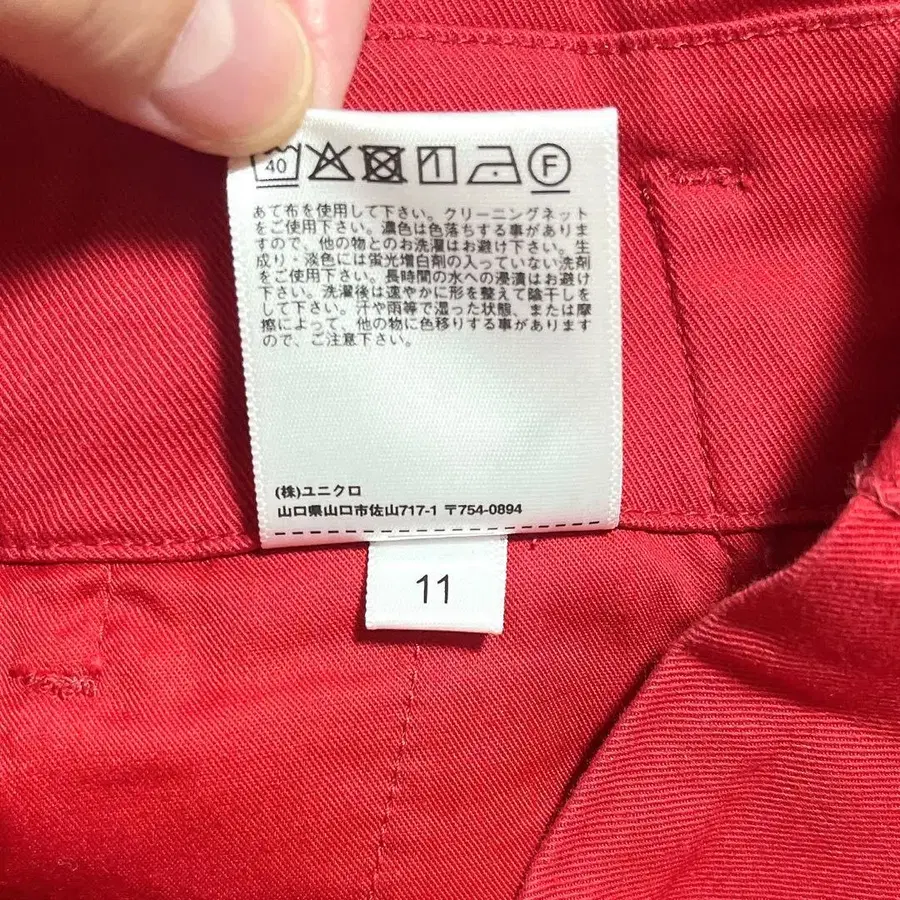 40 F
あて布を使用して下さい。クリーニングネット
をご使用下さい。濃色は色落ちする事がありま
すので、他の物とのお洗濯はお避け下さい。生
成り・淡色には蛍光増白剤の入っていない洗剤
をご使用下さい。長時間の水への浸漬はお避け
下さい。洗濯後は速やかに形を整えて陰干しを
して下さい。汗や雨等で湿った状態、または摩
擦によって、他の物に色移りする事があります
ので、ご注意下さい。
(株)ユニクロ
山口県山口市佐山717-1 〒754-0894
11